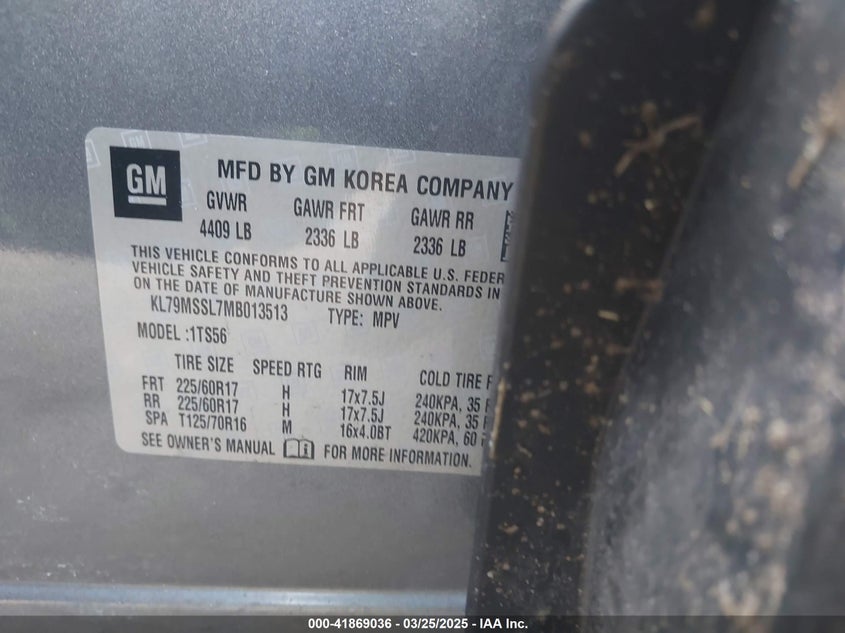 GM
MFD BY GM KOREA COMPANY
GVWR GAWR FRT GAWR RR
4409 LB 2336 LB 2336 LB
THIS VEHICLE CONFORMS TO ALL APPLICABLE U.S. FEDER
VEHICLE SAFETY AND THEFT PREVENTION STANDARDS IN
ON THE DATE OF MANUFACTURE SHOWN ABOVE.
KL79MSSL7MB013513 TYPE: MPV
MODEL :1TS56
TIRE SIZE SPEED RTG RIM COLD TIRE
FRT 225/60R17 H 17x7.5J 240KPA, 35
RR 225/60R17 H 17x7.5J 240KPA, 35
SPA T125/70R16 M 16x4.0BT 420KPA, 60
SEE OWNER'S MANUAL FOR MORE INFORMATION.
000-41869036 - 03/25/2025 - IAA Inc.